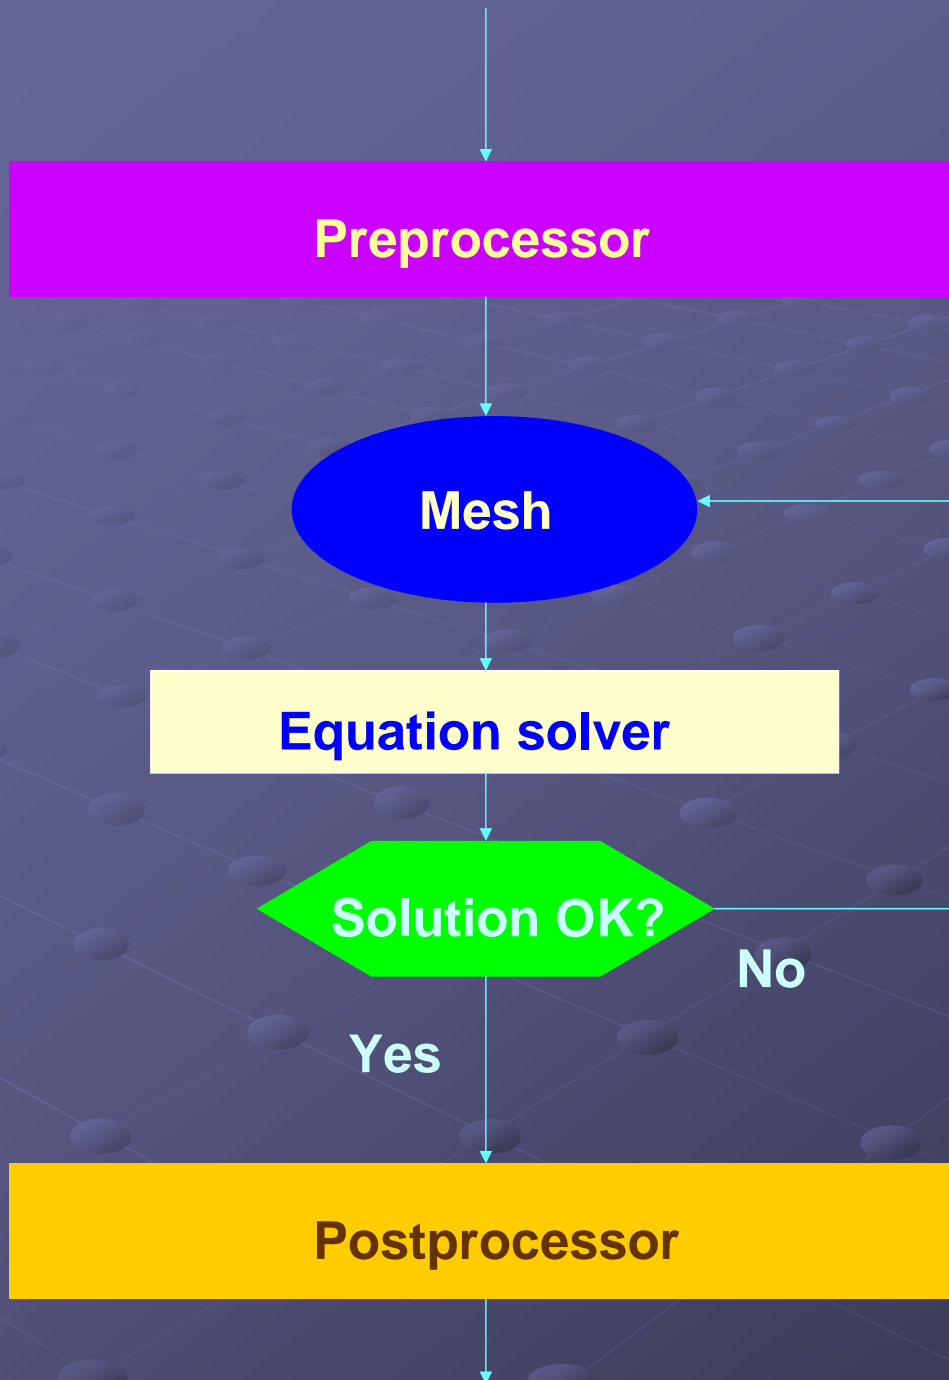 Preprocessor
Mesh
Equation solver
Solution OK?
No
Yes
Postprocessor